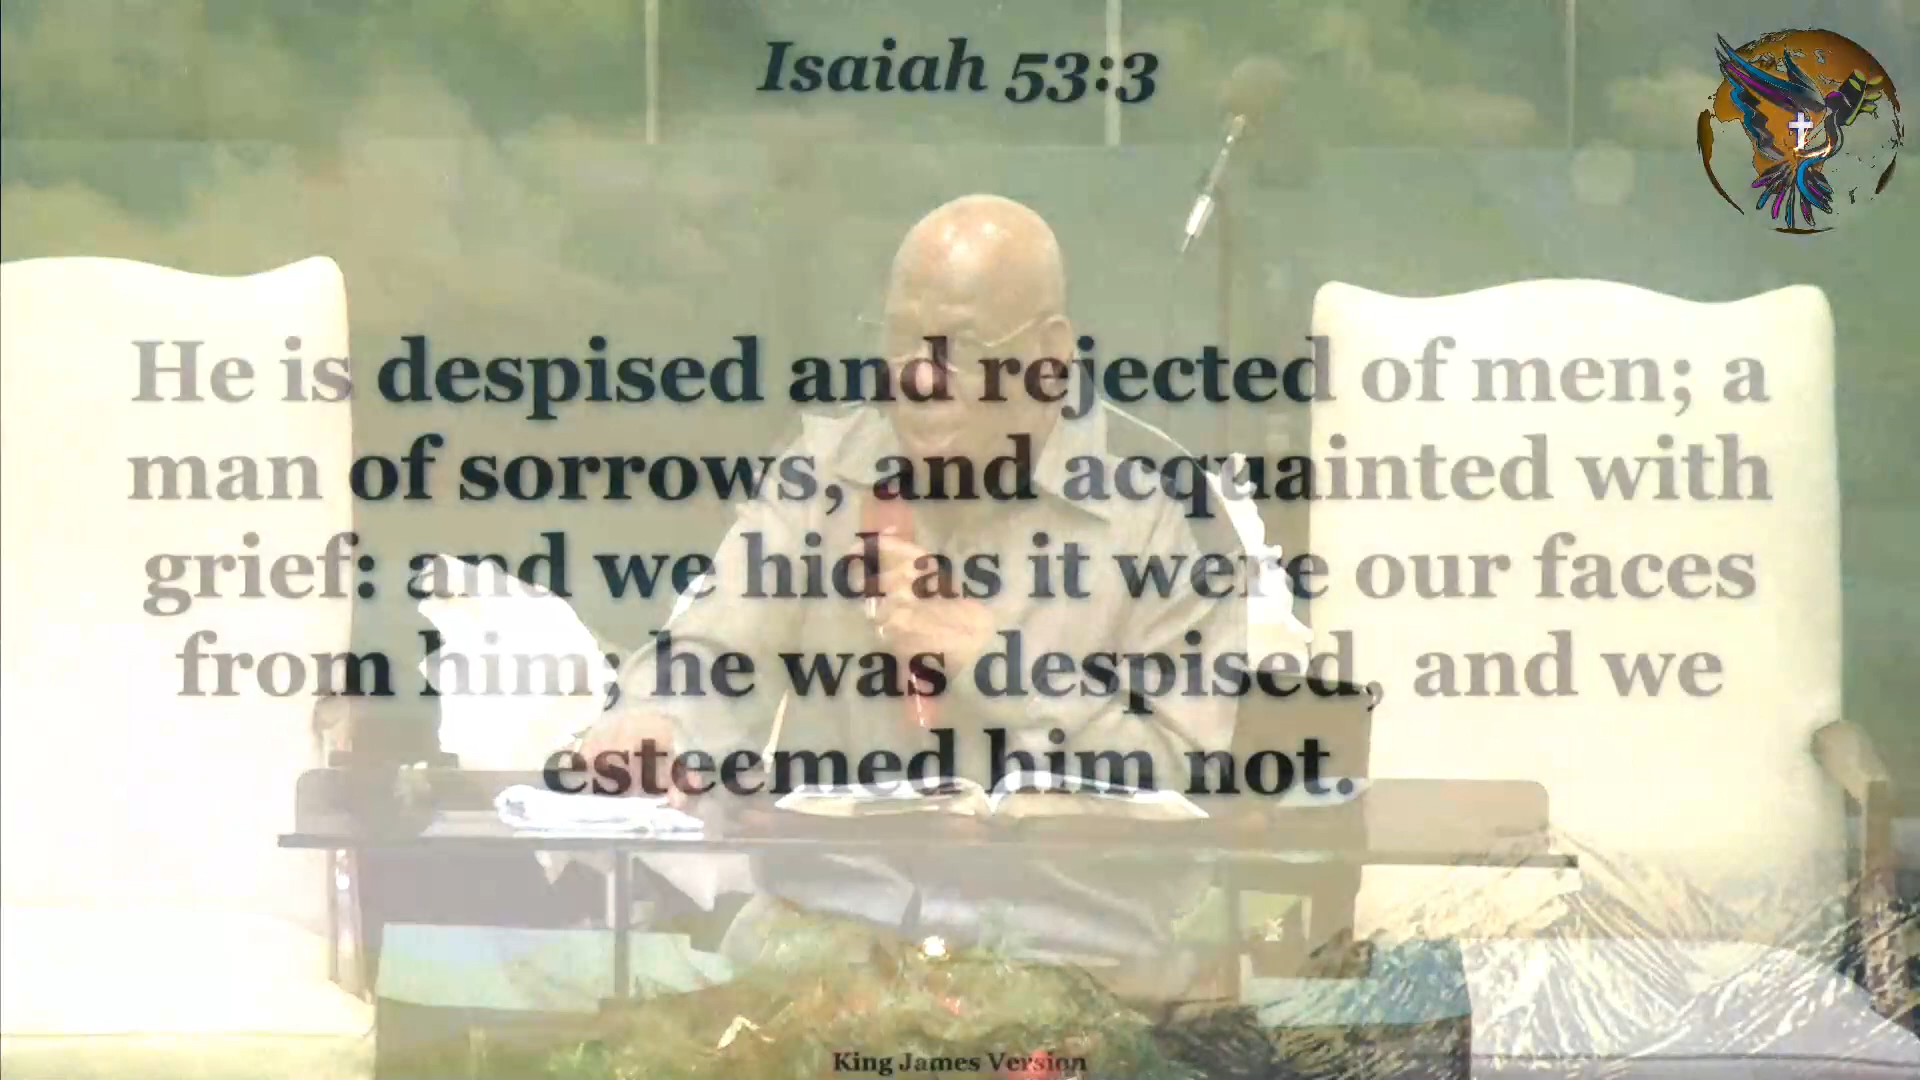 Isaiah 53:3
He is despised and rejected of men; a
man of sorrows, and acquainted with
grief: and we hid as it were our faces
from him; he was despised, and we
esteemed him not.
King James Version